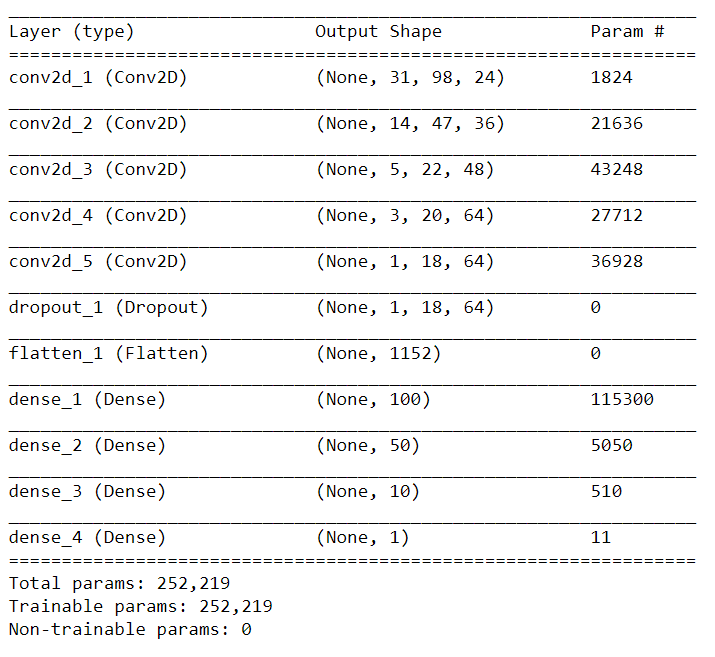 Layer (type) Output Shape Param #
conv2d_1 (Conv2D) (None, 31, 98, 24) 1824
conv2d_2 (Conv2D) (None, 14, 47, 36) 21636
conv2d_3 (Conv2D) (None, 5, 22, 48) 43248
conv2d_4 (Conv2D) (None, 3, 20, 64) 27712
conv2d_5 (Conv2D) (None, 1, 18, 64) 36928
dropout_1 (Dropout) (None, 1, 18, 64) 0
flatten_1 (Flatten) (None, 1152) 0
dense_1 (Dense) (None, 100) 115300
dense_2 (Dense) (None, 50) 5050
dense_3 (Dense) (None, 10) 510
dense_4 (Dense) (None, 1) 11
Total params: 252,219
Trainable params: 252,219
Non-trainable params: 0